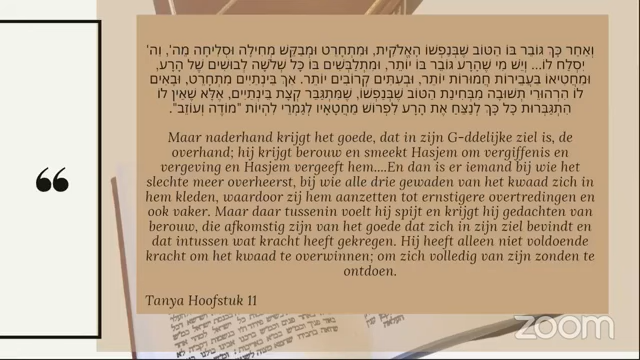 וְאַחַר כָּךְ גּוֹבֵר בּוֹ הַטּוֹב שֶׁבְּנַפְשׁוֹ הָאֱלֹקִית, וּמִתְחָרֵט וּמְבַקֵּשׁ מְחִילָה וּסְלִיחָה מֵה', וַה'
יִסְלַח לוֹ... וְיֵשׁ מִי שֶׁהָרַע גּוֹבֵר בּוֹ יוֹתֵר, וּמִתְלַבְּשִׁים בּוֹ כָּל שְׁלֹשָׁה לְבוּשִׁים שֶׁל הָרַע,
וּמַחֲטִיאוֹ בַּעֲבֵירוֹת חֲמוּרוֹת יוֹתֵר, וּבְעִתִּים קְרוֹבִים יוֹתֵר. אַךְ בֵּינְתַיִים מִתְחָרֵט, וּבָאִים
לוֹ הִרְהוּרֵי תְשׁוּבָה מִבְּחִינַת הַטּוֹב שֶׁבְּנַפְשׁוֹ, שֶׁמִּתְגַּבֵּר קְצָת בֵּינְתַיִים, אֶלָּא שֶׁאֵין לוֹ
הִתְגַּבְּרוּת כָּל כָּךְ לְנַצֵּחַ אֶת הָרַע לִפְרוֹשׁ מֵחֲטָאָיו לְגַמְרֵי לִהְיוֹת "מוֹדֶה וְעוֹזֵב".
Maar naderhand krijgt het goede, dat in zijn G-ddelijke ziel is, de
overhand; hij krijgt berouw en smeekt Hasjem om vergiffenis en
vergeving en Hasjem vergeeft hem....En dan is er iemand bij wie het
slechte meer overheerst, bij wie alle drie gewaden van het kwaad zich in
hem kleden, waardoor zij hem aanzetten tot ernstigere overtredingen en
ook vaker. Maar daar tussenin voelt hij spijt en krijgt hij gedachten van
berouw, die afkomstig zijn van het goede dat zich in zijn ziel bevindt en
dat intussen wat kracht heeft gekregen. Hij heeft alleen niet voldoende
kracht om het kwaad te overwinnen; om zich volledig van zijn zonden te
ontdoen.
Tanya Hoofstuk 11
zoom